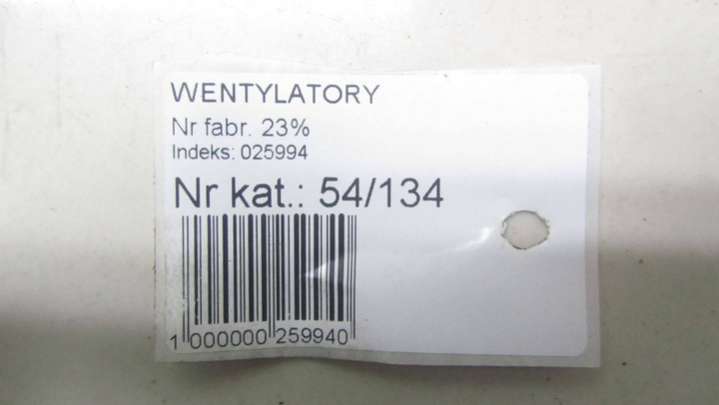 WENTYLATORY
Nr fabr. 23%
Indeks: 025994
Nr kat.: 54/134
1 000000 259940